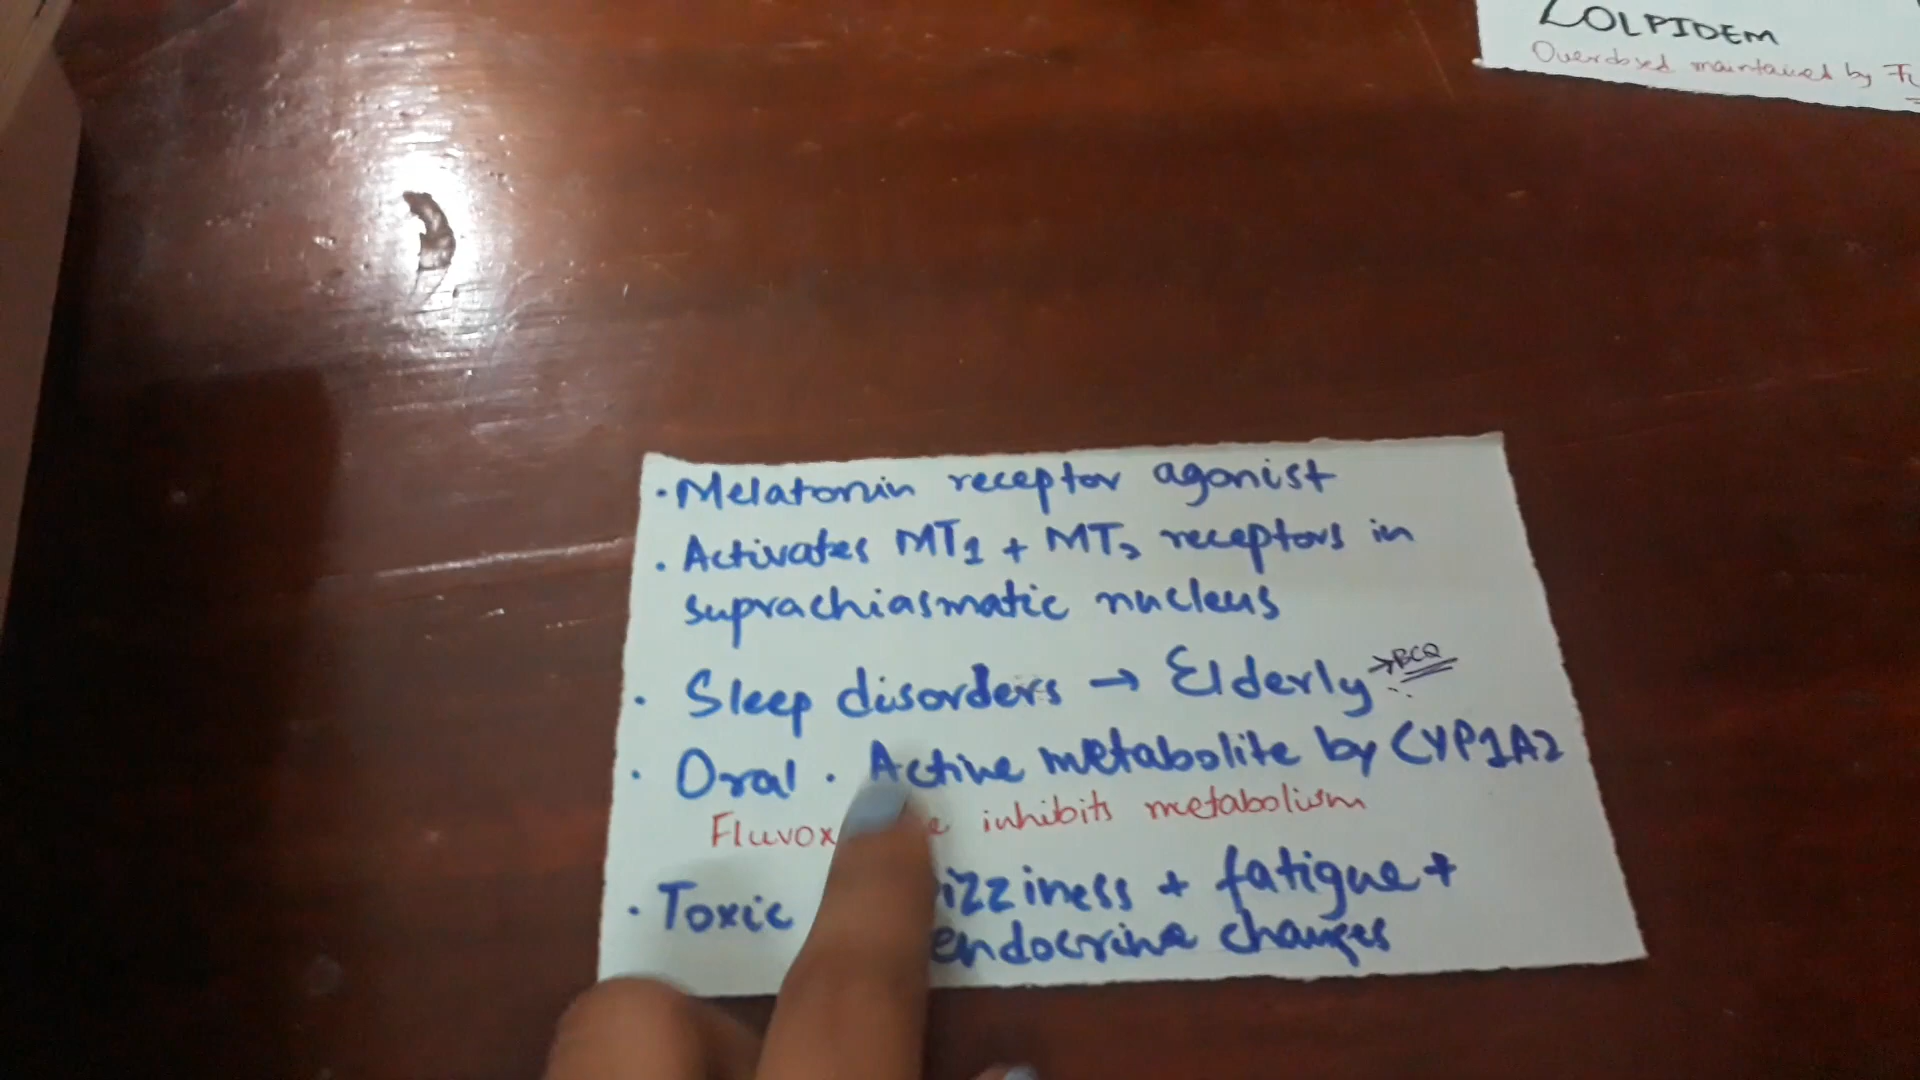 ZOLPIDEM
Overdosed maintained by
• Melatonin receptor agonist
• Activates MT1 + MT2 receptors in
suprachiasmatic nucleus
• Sleep disorders → Elderly → BCQ
• Oral . Active metabolite by CYP1A2
inhibits metabolism
• Toxic + fatigue +
endocrine changes